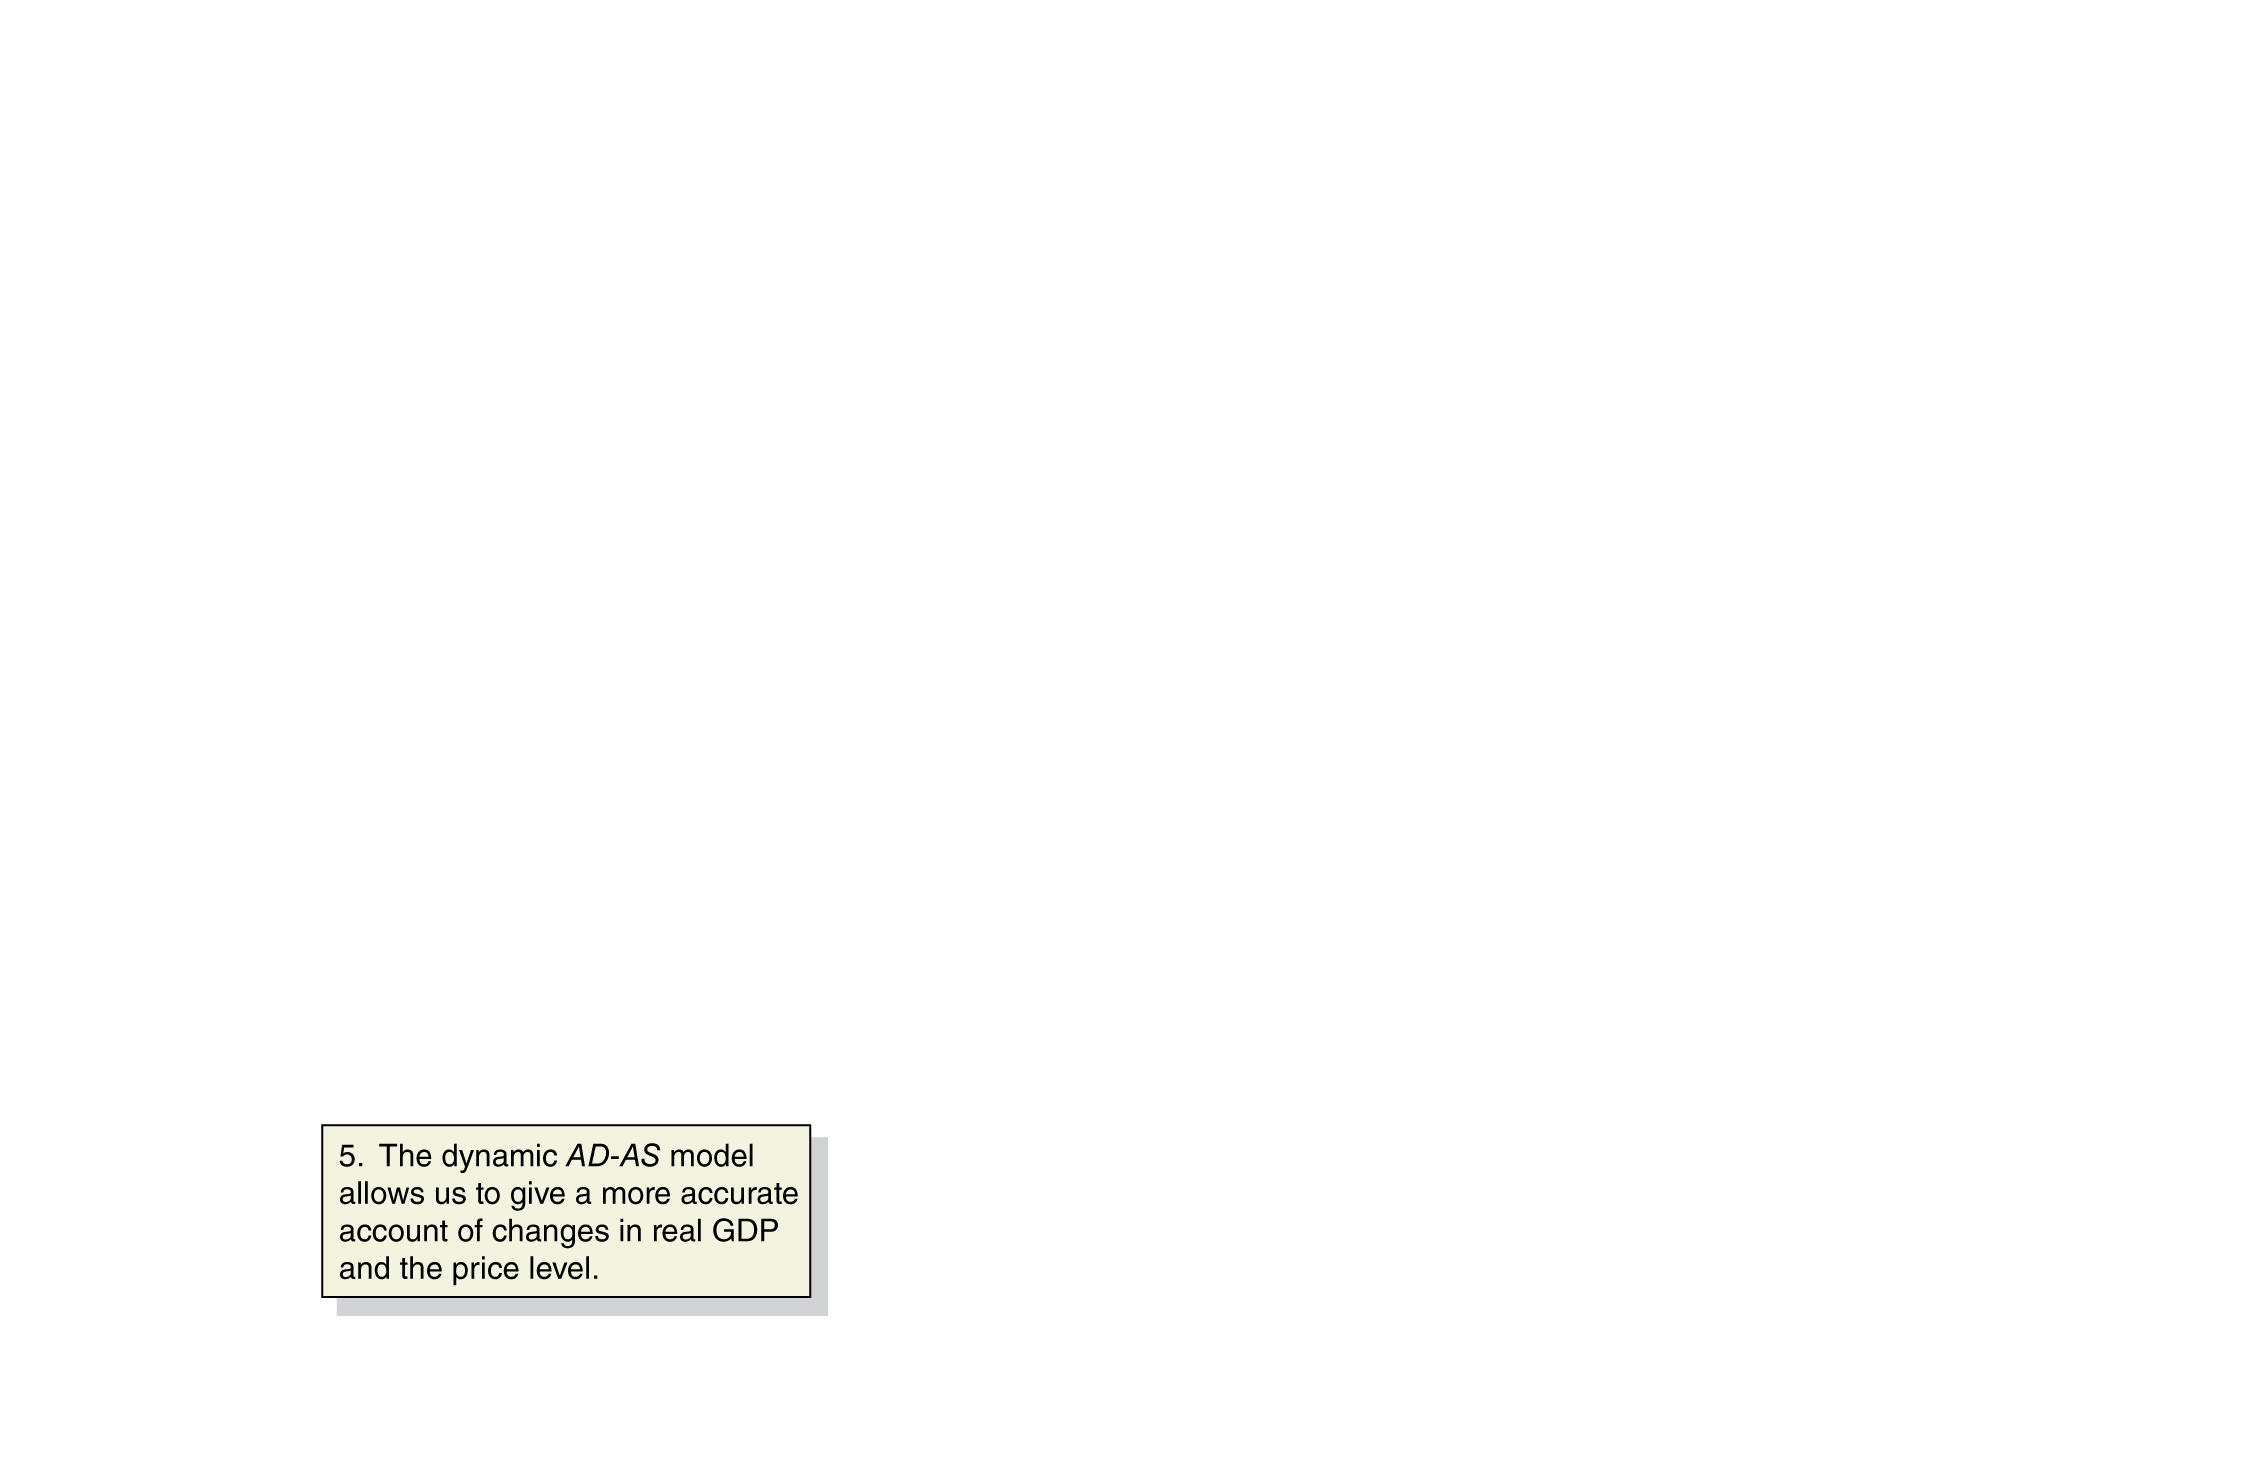 5. The dynamic AD-AS model
allows us to give a more accurate
account of changes in real GDP
and the price level.